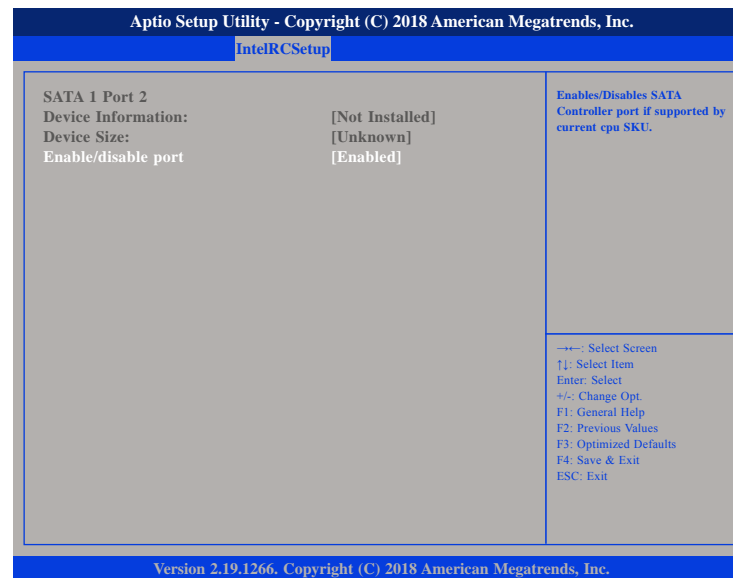 Aptio Setup Utility - Copyright (C) 2018 American Megatrends, Inc.
IntelRCSetup
SATA 1 Port 2
Device Information: [Not Installed]
Device Size: [Unknown]
Enable/disable port [Enabled]
Enables/Disables SATA
Controller port if supported by
current cpu SKU.
→←: Select Screen
↑↓: Select Item
Enter: Select
+/-: Change Opt.
F1: General Help
F2: Previous Values
F3: Optimized Defaults
F4: Save & Exit
ESC: Exit
Version 2.19.1266. Copyright (C) 2018 American Megatrends, Inc.